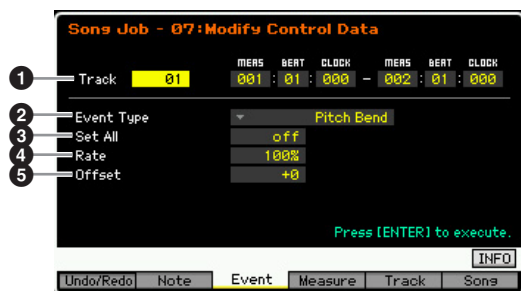 Song Job - 07:Modify Control Data
MEAS BEAT CLOCK MEAS BEAT CLOCK
1 Track 01 001 : 01 : 000 - 002 : 01 : 000
2 Event Type Pitch Bend
3 Set All off
4 Rate 100%
5 Offset +0
Press [ENTER] to execute.
INFO
Undo/Redo Note Event Measure Track Song